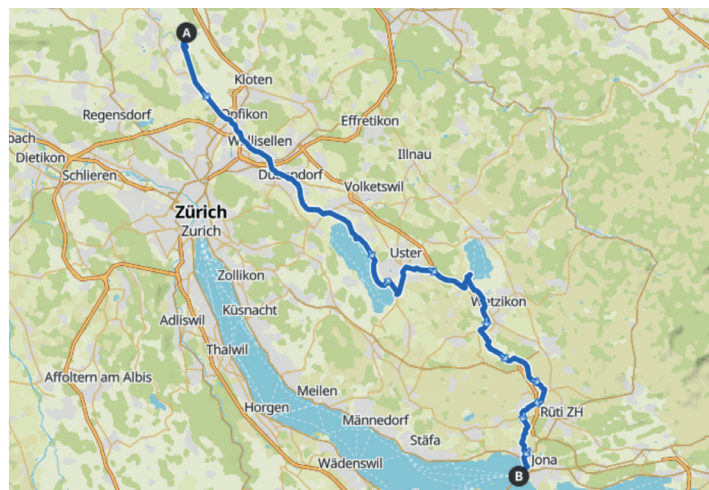 A
Kloten
Regensdorf
Opfikon
Effretikon
bach
Wallisellen
Dietikon
Illnau
Schlieren
Dübendorf
Volketswil
Zürich
Zurich
Uster
Zollikon
Wetzikon
Küsnacht
Adliswil
Thalwil
Affoltern am Albis
Meilen
Horgen
Rüti ZH
Männedorf
Stäfa
Jona
Wädenswil
B